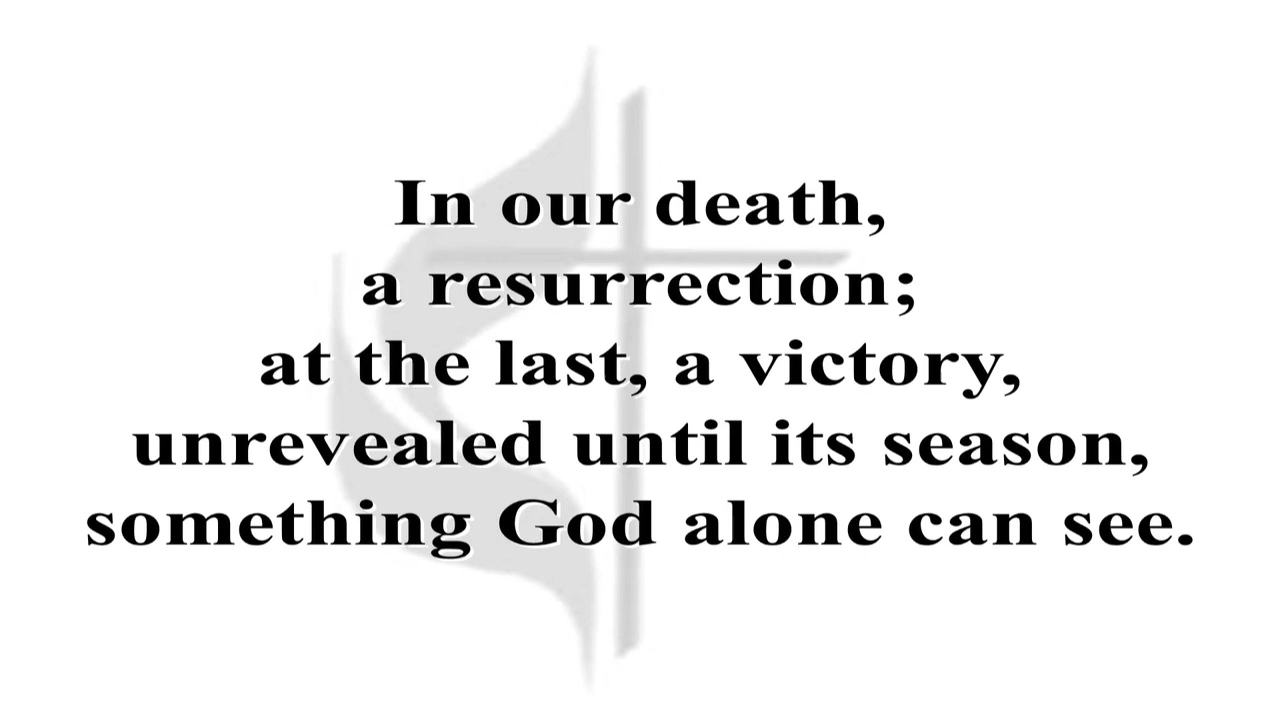 In our death,
a resurrection;
at the last, a victory,
unrevealed until its season,
something God alone can see.